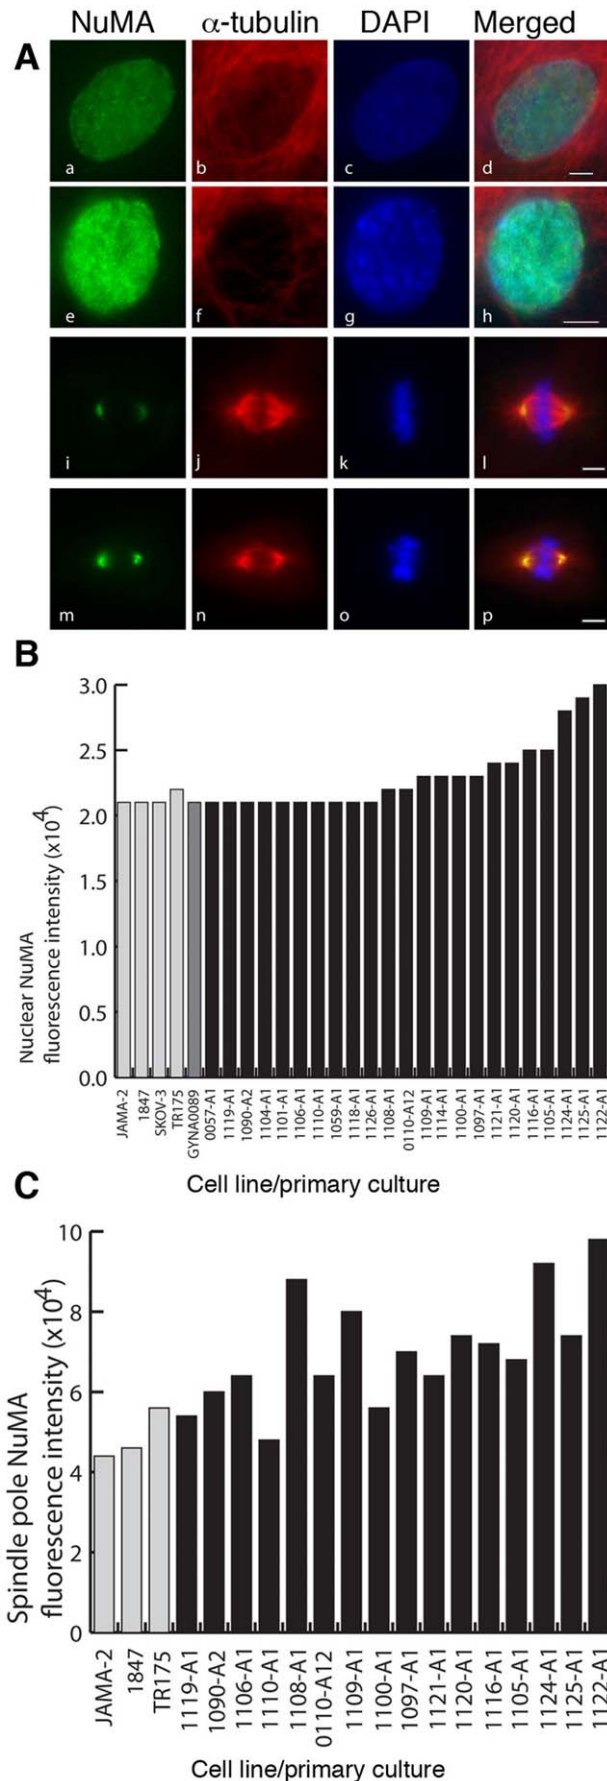 NuMA α-tubulin DAPI Merged
A
a b c d
e f g h
i j k l
m n o p
B
Nuclear NuMA
fluorescence intensity (x10⁴)
3.0
2.5
2.0
1.5
1.0
0.5
0.0
JAMA-2
1847
SKOV-3
TR175
GYNA0089
0057-A1
1119-A1
1090-A2
1104-A1
1101-A1
1106-A1
1110-A1
1059-A1
1118-A1
1126-A1
1108-A1
0110-A12
1109-A1
1114-A1
1100-A1
1097-A1
1121-A1
1120-A1
1116-A1
1105-A1
1124-A1
1125-A1
1122-A1
Cell line/primary culture
C
Spindle pole NuMA
fluorescence intensity (x10⁴)
10
8
6
4
2
0
JAMA-2
1847
TR175
1119-A1
1090-A2
1106-A1
1110-A1
1108-A1
0110-A12
1109-A1
1100-A1
1097-A1
1121-A1
1120-A1
1116-A1
1105-A1
1124-A1
1125-A1
1122-A1
Cell line/primary culture